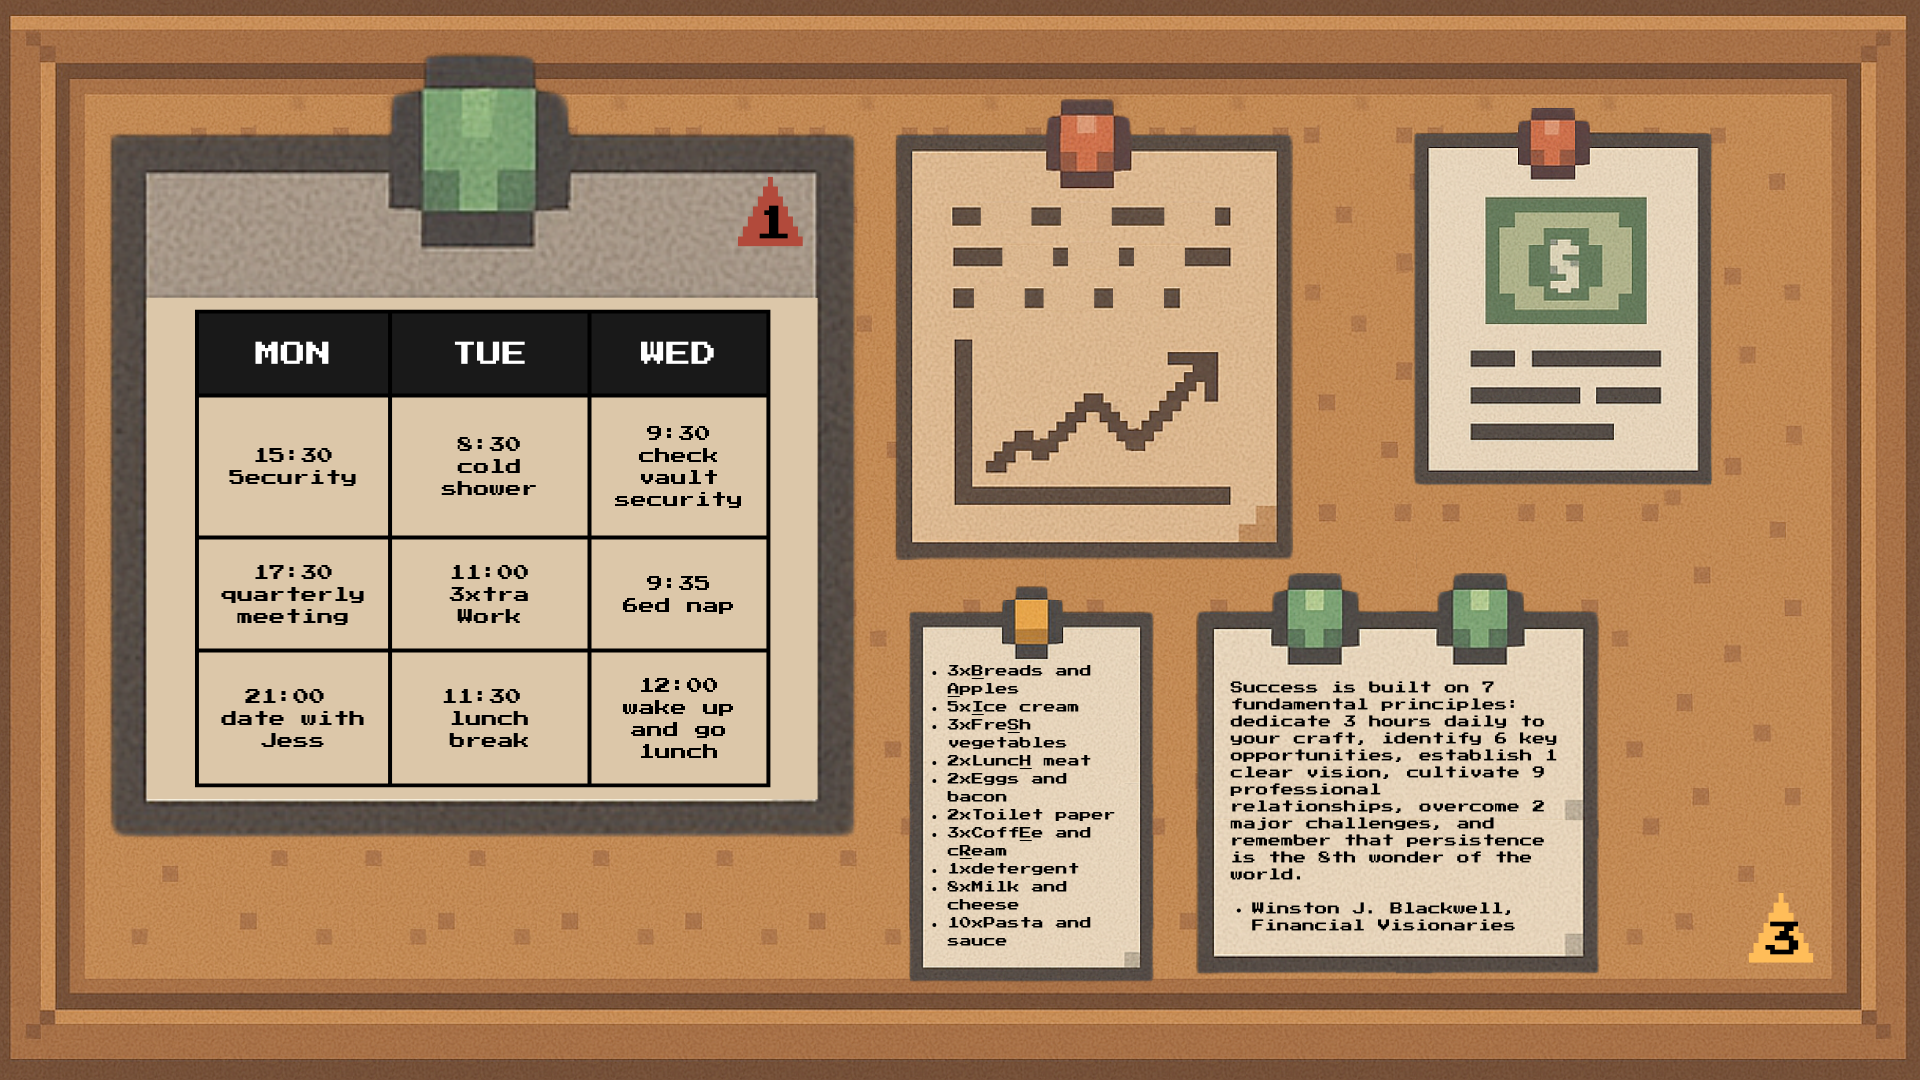 1
MON TUE WED
15:30
5ecurity
8:30
cold
shower
9:30
check
vault
security
17:30
quarterly
meeting
11:00
3xtra
Work
9:35
6ed nap
21:00
date with
Jess
11:30
lunch
break
12:00
wake up
and go
1unch
$
• 3xBreads and
Apples
• 5xIce cream
• 3xFreSh
vegetables
• 2xLuncH meat
• 2xEggs and
bacon
• 2xToilet paper
• 3xCoffEe and
cReam
• 1xdetergent
• 8xMilk and
cheese
• 10xPasta and
sauce
Success is built on 7
fundamental principles:
dedicate 3 hours daily to
your craft, identify 6 key
opportunities, establish 1
clear vision, cultivate 9
professional
relationships, overcome 2
major challenges, and
remember that persistence
is the 8th wonder of the
world.
• Winston J. Blackwell,
Financial Visionaries
3